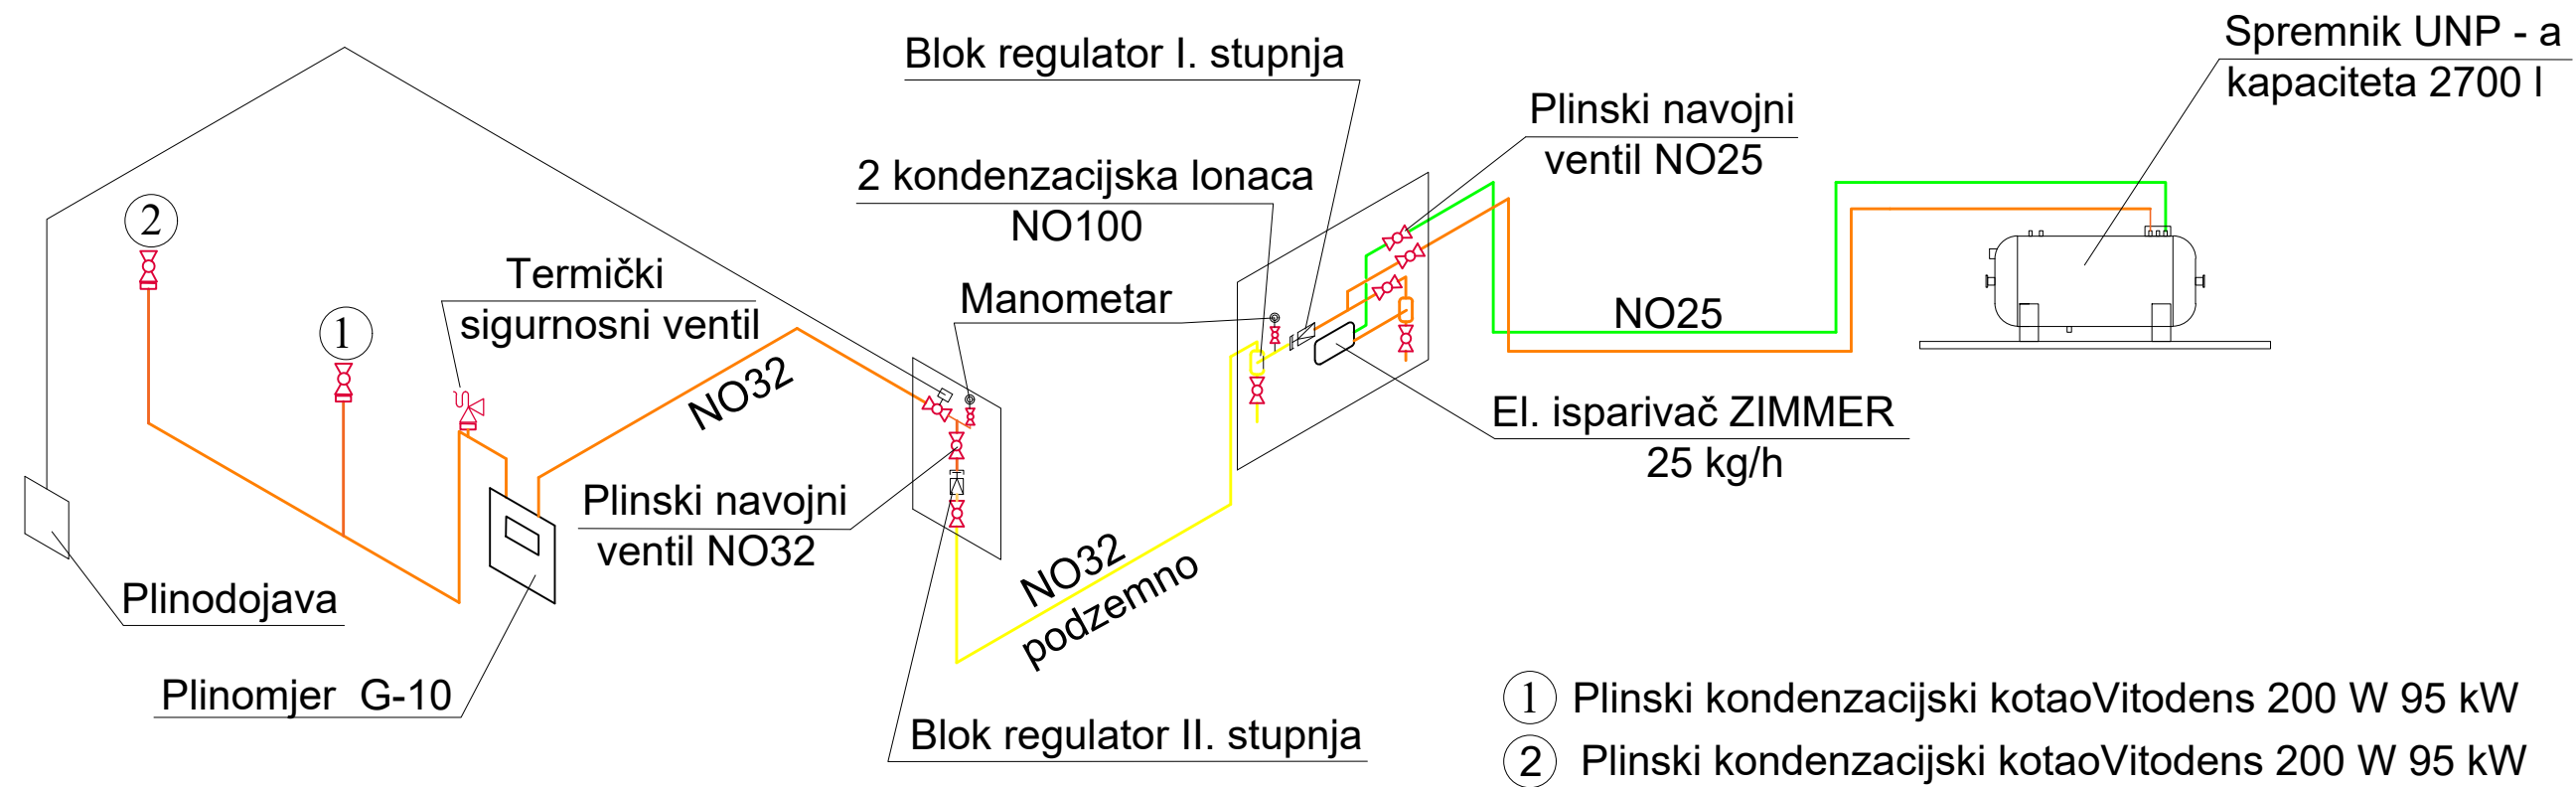 Spremnik UNP - a
kapaciteta 2700 l
Blok regulator I. stupnja
Plinski navojni
ventil NO25
2 kondenzacijska lonaca
NO100
2
Termički
sigurnosni ventil
Manometar
1
NO25
NO32
El. isparivač ZIMMER
25 kg/h
Plinski navojni
ventil NO32
NO32
podzemno
Plinodojava
Plinomjer G-10
Blok regulator II. stupnja
1 Plinski kondenzacijski kotaoVitodens 200 W 95 kW
2 Plinski kondenzacijski kotaoVitodens 200 W 95 kW